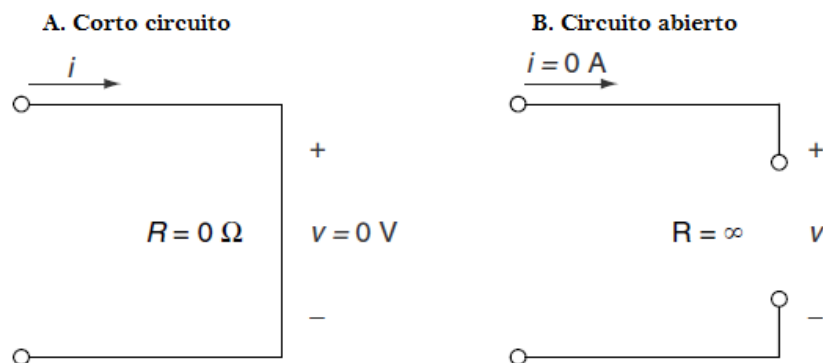 A. Corto circuito
i
+
R = 0 Ω
v = 0 V
–
B. Circuito abierto
i = 0 A
+
R = ∞
v
–